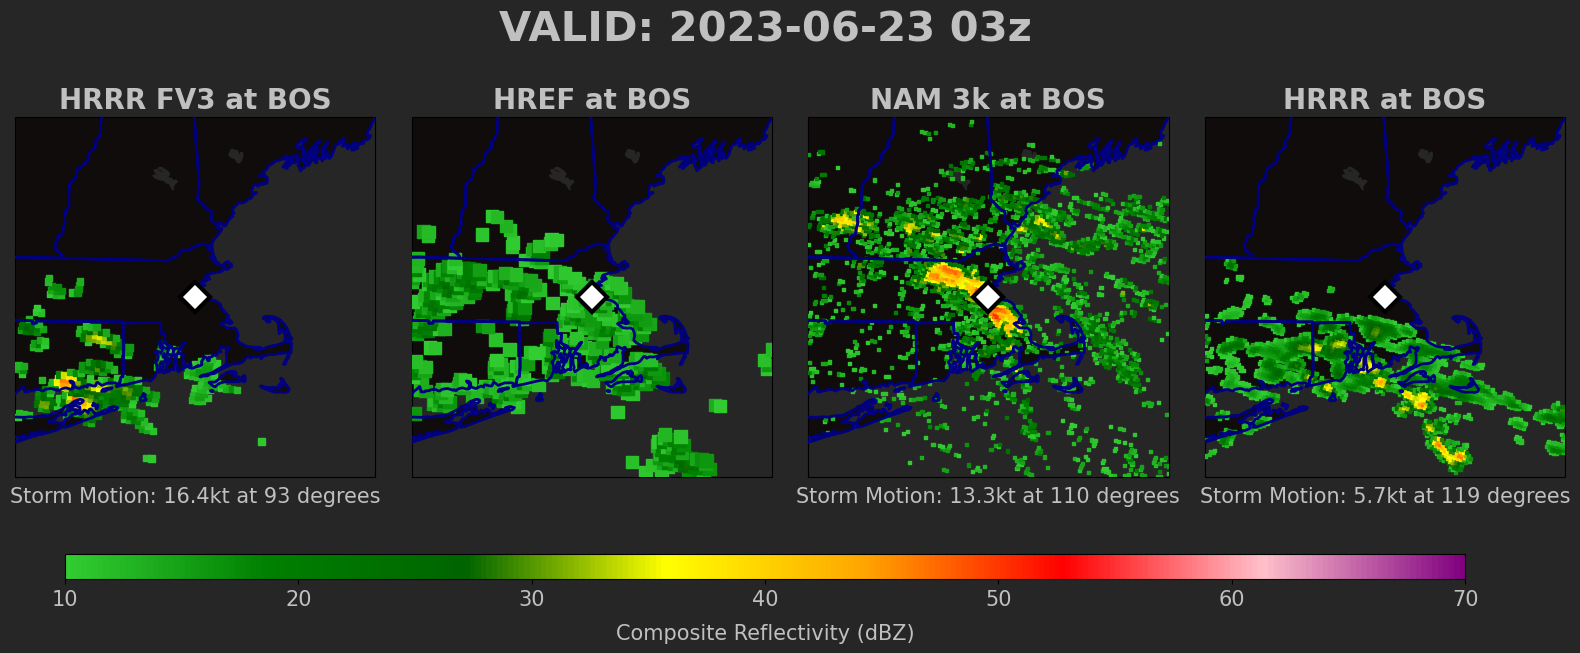 VALID: 2023-06-23 03z
HRRR FV3 at BOS
HREF at BOS
NAM 3k at BOS
HRRR at BOS
Storm Motion: 16.4kt at 93 degrees
Storm Motion: 13.3kt at 110 degrees
Storm Motion: 5.7kt at 119 degrees
10 20 30 40 50 60 70
Composite Reflectivity (dBZ)